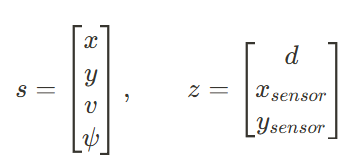 s = [x y v ψ] , z = [d x_sensor y_sensor]